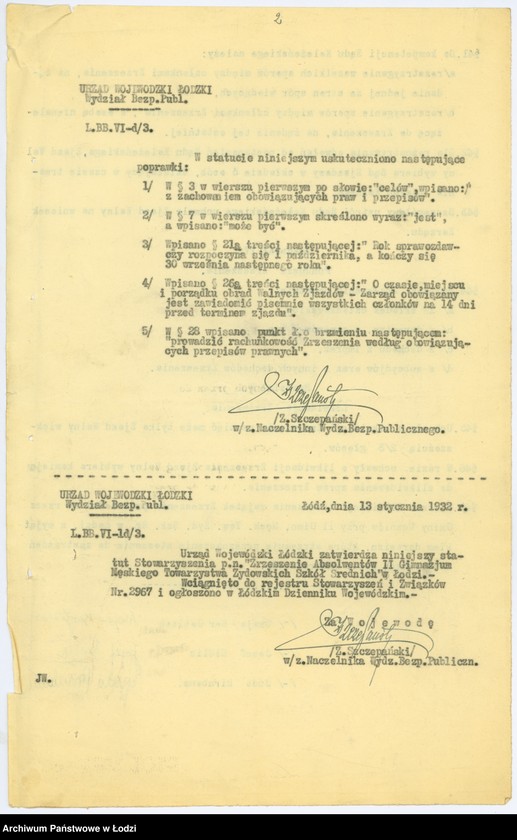 2
URZĄD WOJEWÓDZKI ŁÓDZKI
Wydział Bezp.Publ.
L.BB.VI-d/3.
W statucie niniejszym uskuteczniono następujące
poprawki:
1/ W § 3 w wierszu pierwszym po słowie:"celów",wpisano:/"
z zachowaniem obowiązujących praw i przepisów".
2/ W § 7 w wierszu pierwszym skreślono wyraz:"jest",
a wpisano:"może być".
3/ Wpisano § 21a treści następującej:" Rok sprawozdaw-
czy rozpoczyna się 1 października, a kończy się
30 września następnego roku".
4/ Wpisano § 26a treści następującej:" O czasie,miejscu
i porządku obrad Walnych Zjazdów - Zarząd obowiązany
jest zawiadomić pisemnie wszystkich członków na 14 dni
przed terminem zjazdu".
5/ W § 28 wpisano punkt ł.o brzmieniu następującem:
"prowadzić rachunkowość Zrzeszenia według obowiązują-
cych przepisów prawnych".
/Z.Szczepański/
w/z.Naczelnika Wydz.Bezp.Publicznego.
URZĄD WOJEWODZKI ŁÓDZKI
Wydział Bezp. Publ.
Łódź,dnia 13 stycznia 1932 r.
L.BB.VI-1d/3.
Urząd Wojewódzki Łódzki zatwierdza niniejszy sta-
tut Stowarzyszenia p.n."Zrzeszenie Absolwentów II Gimnazjum
Męskiego Towarzystwa Żydowskich Szkół Średnich"w Łodzi.-
Wciągnięto do rejestru Stowarzyszeń i Związków
Nr.2967 i ogłoszono w Łódzkim Dzienniku Wojewódzkim.-
Za W o j e w o d ę
/Z.Szczepański/
w/z.Naczelnika Wydz.Bezp.Publiczn.
JW.
Archiwum Państwowe w Łodzi